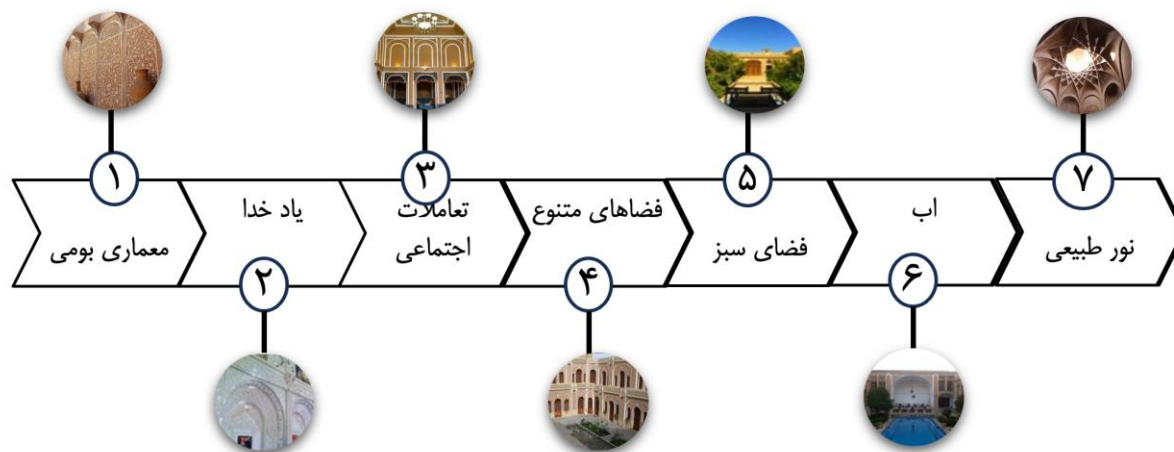 ۱
معماری بومی
۲
یاد خدا
۳
تعاملات
اجتماعی
۴
فضاهای متنوع
۵
فضای سبز
۶
اب
۷
نور طبیعی